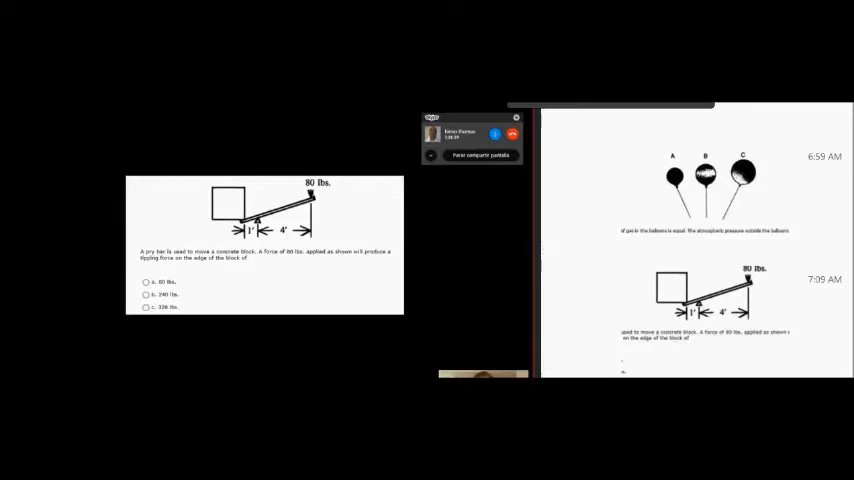 80 lbs.
1' 4'
A pry bar is used to move a concrete block. A force of 80 lbs. applied as shown will produce a
tipping force on the edge of the block of
a. 80 lbs.
b. 240 lbs.
c. 
skype
thomas
Parar comparte pantalla
A B C
6:59 AM
of gas in the balloons is equal. The atmospheric pressure outside the balloons
80 lbs.
7:09 AM
1' 4'
used to move a concrete block. A force of 80 lbs. applied as shown
on the edge of the block of